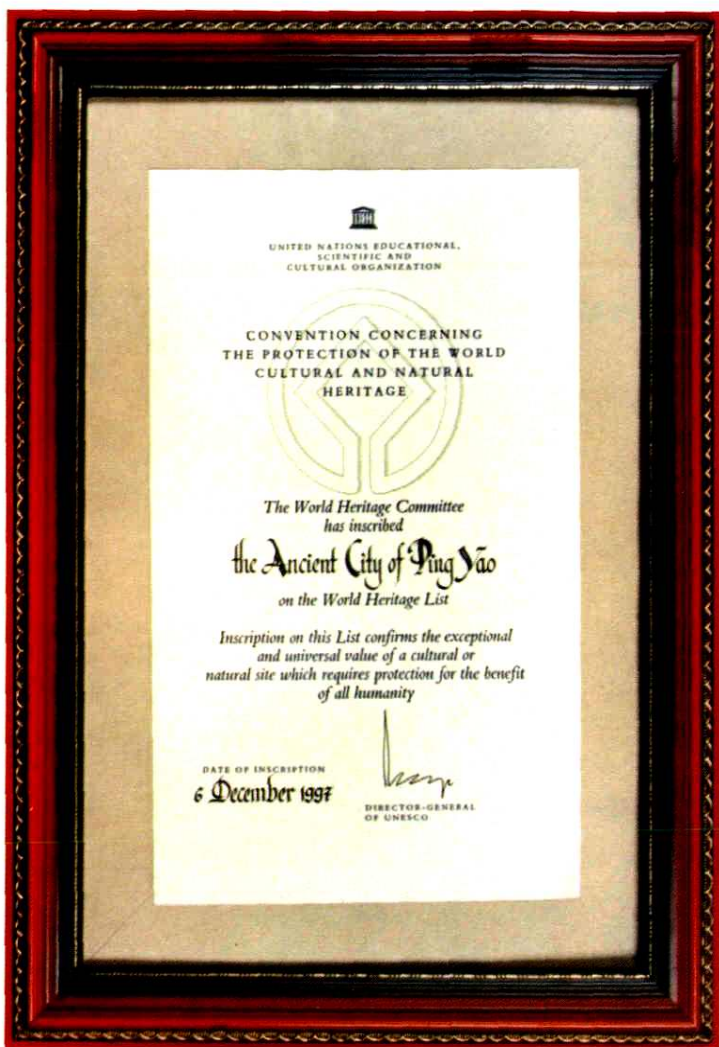 UNITED NATIONS EDUCATIONAL,
SCIENTIFIC AND
CULTURAL ORGANIZATION
CONVENTION CONCERNING
THE PROTECTION OF THE WORLD
CULTURAL AND NATURAL
HERITAGE
The World Heritage Committee
has inscribed
the Ancient City of Ping Yão
on the World Heritage List
Inscription on this List confirms the exceptional
and universal value of a cultural or
natural site which requires protection for the benefit
of all humanity
DATE OF INSCRIPTION
6 December 1997
DIRECTOR-GENERAL
OF UNESCO